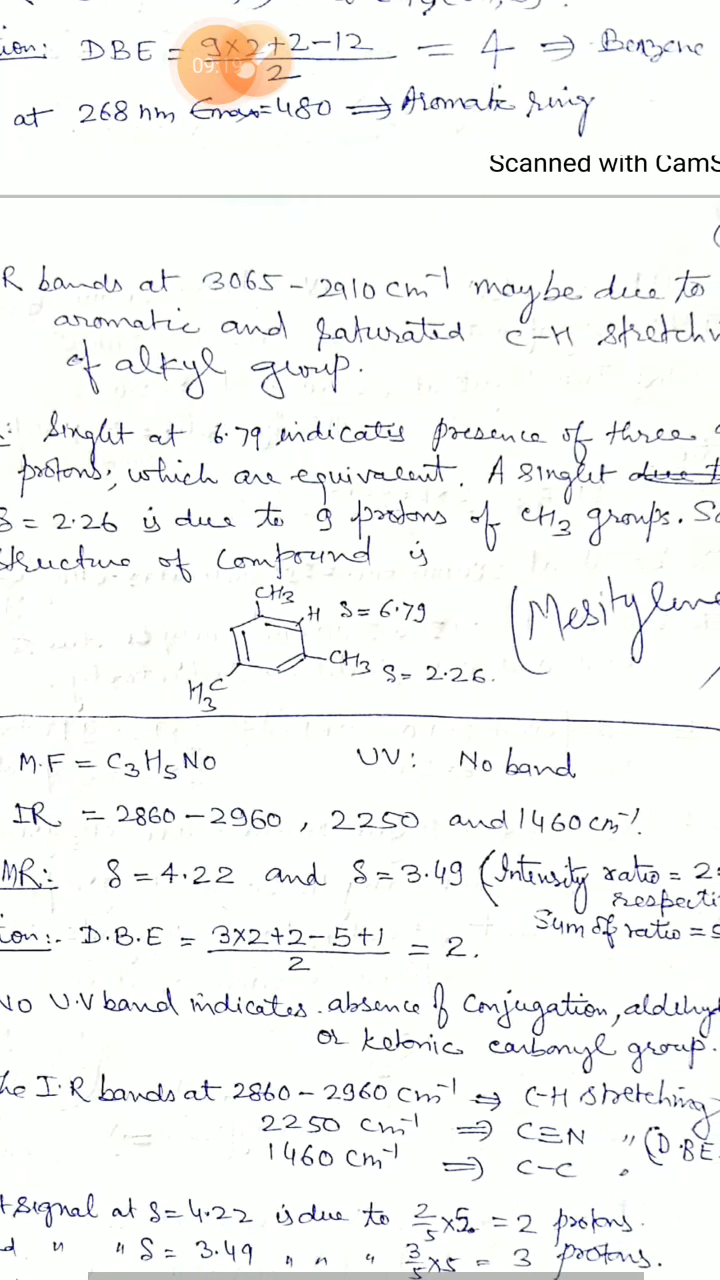 ion: DBE = 9×2+2-12 / 2 = 4 ⇒ Benzene
at 268 nm Emax=480 ⇒ Aromatic ring
Scanned with CamS
R bands at 3065-2910 cm⁻¹ maybe due to
aromatic and saturated C-H stretchi
of alkyl group.
: Singlt at 6.79 indicatis presence of three
protons, which are equivalent. A singlet due t
δ = 2.26 is due to 9 protons of CH3 groups. So
structure of compound is
CH3
H δ = 6.79
(Mesitylene
CH3 δ = 2.26.
H3C
M.F = C3H5NO UV: No band
IR = 2860-2960, 2250 and 1460 cm⁻¹.
MR: δ = 4.22 and δ = 3.49 (Intensity ratio = 2:
respecti
Sum of ratio = 5
ion:. D.B.E = 3×2+2-5+1 / 2 = 2.
No U.V band indicates absence of conjugation, aldehyd
or ketonic carbonyl group.
he I.R bands at 2860-2960 cm⁻¹ ⇒ C-H stretching
2250 cm⁻¹ ⇒ C≡N " (D.BE
1460 cm⁻¹ ⇒ C-C "
t signal at δ=4.22 is due to 2/5 ×5 = 2 protons.
d " " δ = 3.49 " " " 3/5 ×5 = 3 protons.